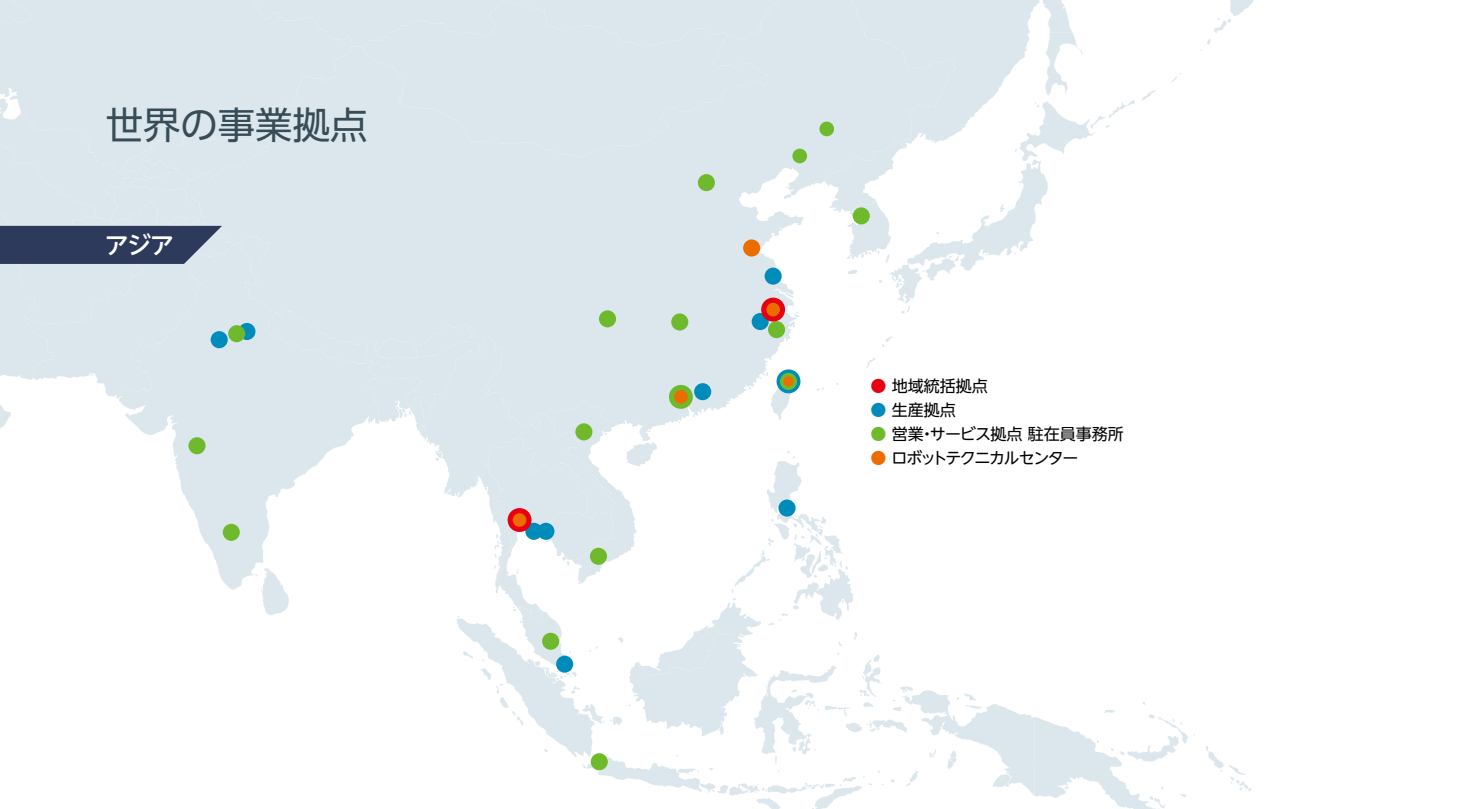 世界の事業拠点
アジア
地域統括拠点
生産拠点
営業・サービス拠点 駐在員事務所
ロボットテクニカルセンター